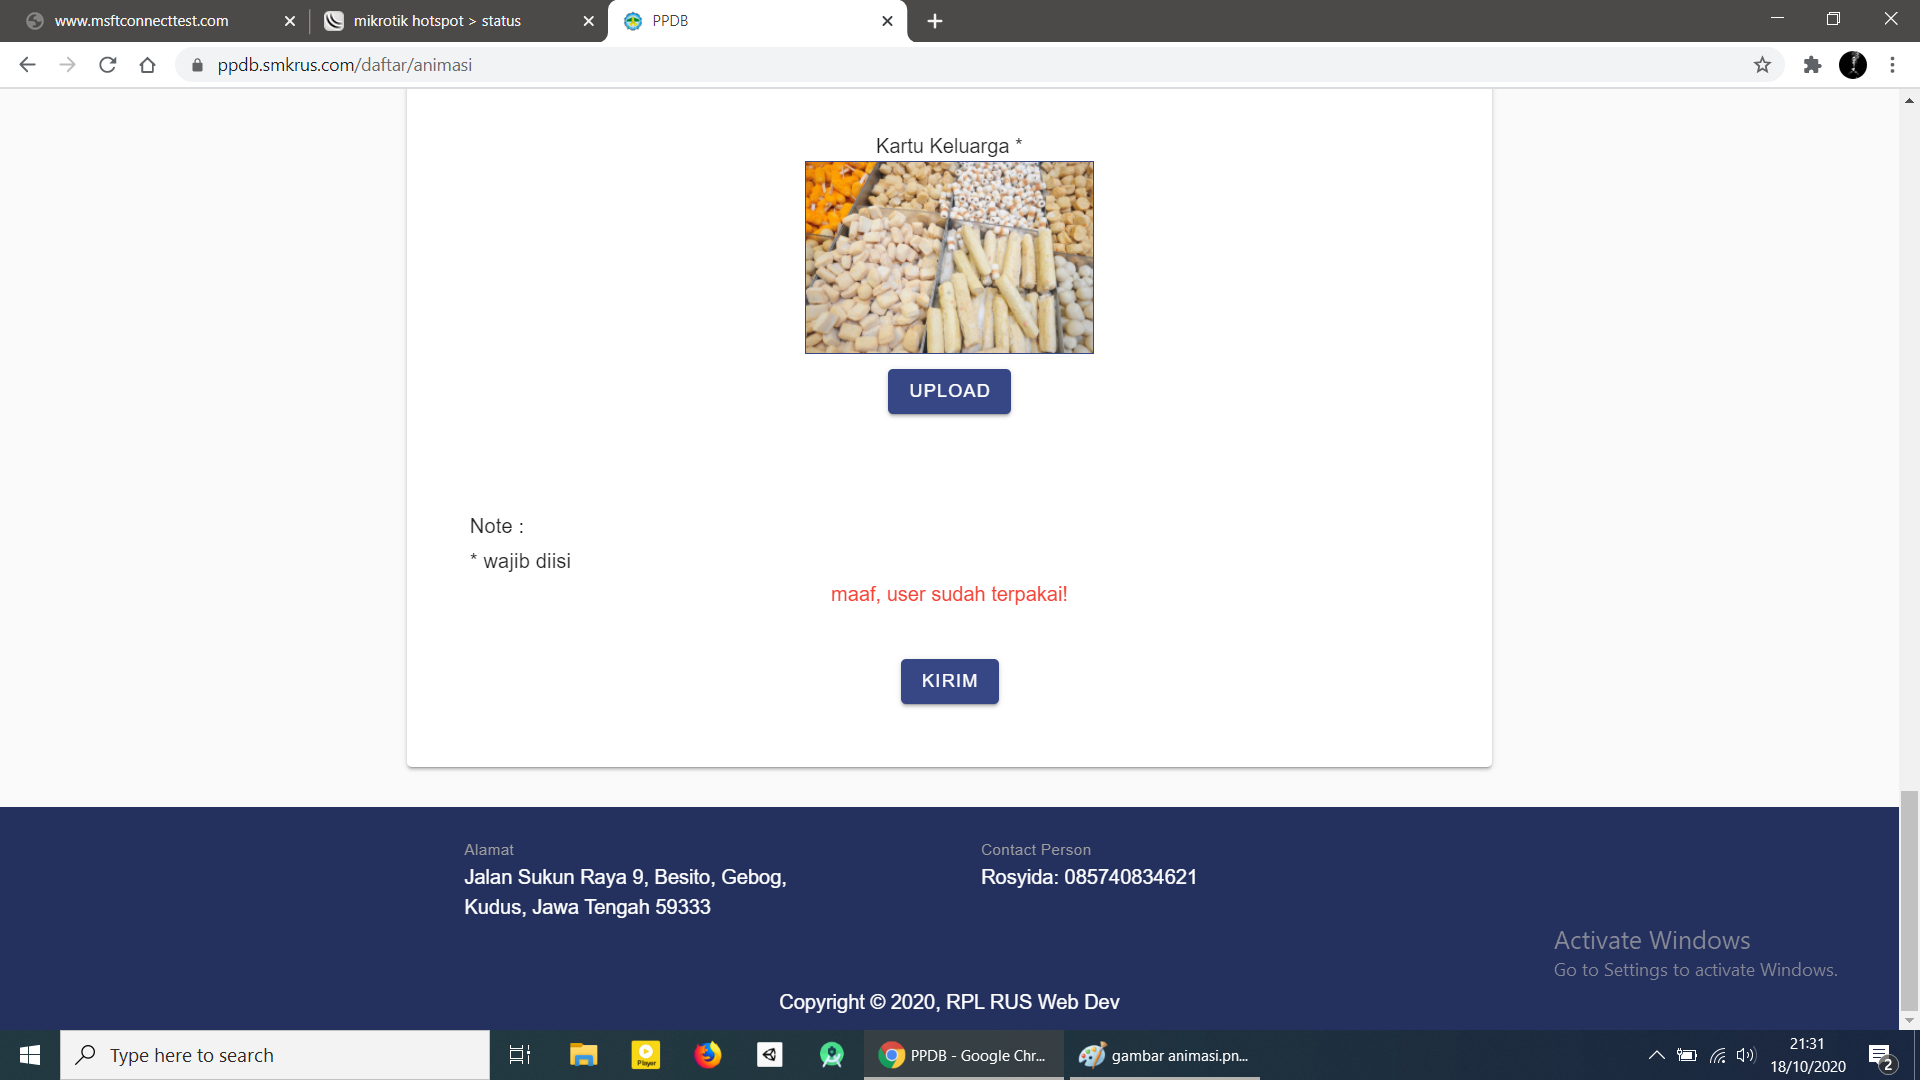 www.msftconnecttest.com
mikrotik hotspot > status
PPDB
ppdb.smkrus.com/daftar/animasi
Kartu Keluarga *
UPLOAD
Note :
* wajib diisi
maaf, user sudah terpakai!
KIRIM
Alamat
Jalan Sukun Raya 9, Besito, Gebog,
Kudus, Jawa Tengah 59333
Contact Person
Rosyida: 085740834621
Activate Windows
Go to Settings to activate Windows.
Copyright © 2020, RPL RUS Web Dev
Type here to search
Player
PPDB - Google Chr...
gambar animasi.pn...
21:31
18/10/2020
2